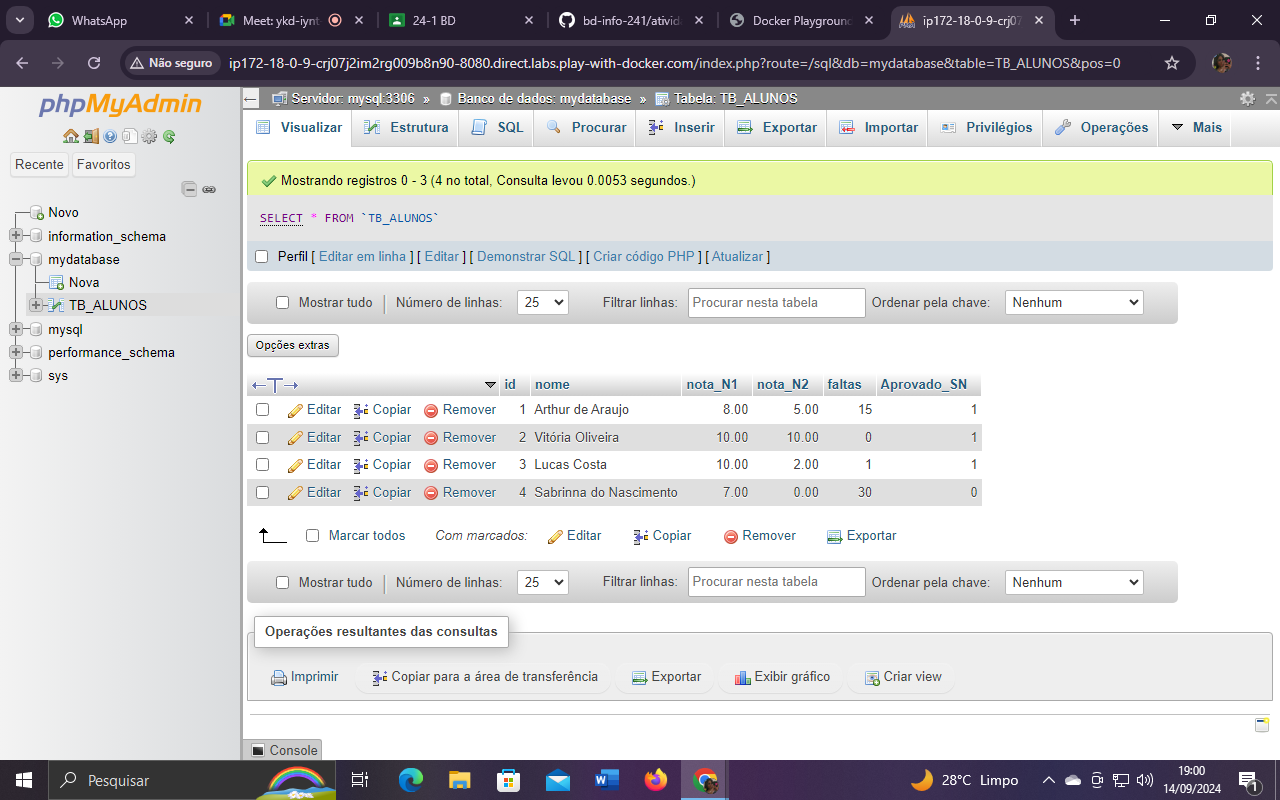 WhatsApp
Meet: ykd-iynt
24-1 BD
bd-info-241/ativid
Docker Playground
ip172-18-0-9-crj07
Não seguro
ip172-18-0-9-crj07j2im2rg009b8n90-8080.direct.labs.play-with-docker.com/index.php?route=/sql&db=mydatabase&table=TB_ALUNOS&pos=0
phpMyAdmin
Recente Favoritos
Novo
information_schema
mydatabase
Nova
TB_ALUNOS
mysql
performance_schema
sys
Servidor: mysql:3306 » Banco de dados: mydatabase » Tabela: TB_ALUNOS
Visualizar Estrutura SQL Procurar Inserir Exportar Importar Privilégios Operações Mais
Mostrando registros 0 - 3 (4 no total, Consulta levou 0.0053 segundos.)
SELECT * FROM `TB_ALUNOS`
Perfil [ Editar em linha ] [ Editar ] [ Demonstrar SQL ] [ Criar código PHP ] [ Atualizar ]
Mostrar tudo Número de linhas: 25 Filtrar linhas: Procurar nesta tabela Ordenar pela chave: Nenhum
Opções extras
←T→ id nome nota_N1 nota_N2 faltas Aprovado_SN
Editar Copiar Remover 1 Arthur de Araujo 8.00 5.00 15 1
Editar Copiar Remover 2 Vitória Oliveira 10.00 10.00 0 1
Editar Copiar Remover 3 Lucas Costa 10.00 2.00 1 1
Editar Copiar Remover 4 Sabrinna do Nascimento 7.00 0.00 30 0
Marcar todos Com marcados: Editar Copiar Remover Exportar
Mostrar tudo Número de linhas: 25 Filtrar linhas: Procurar nesta tabela Ordenar pela chave: Nenhum
Operações resultantes das consultas
Imprimir Copiar para a área de transferência Exportar Exibir gráfico Criar view
Console
Pesquisar
28°C Limpo
19:00
14/09/2024
1